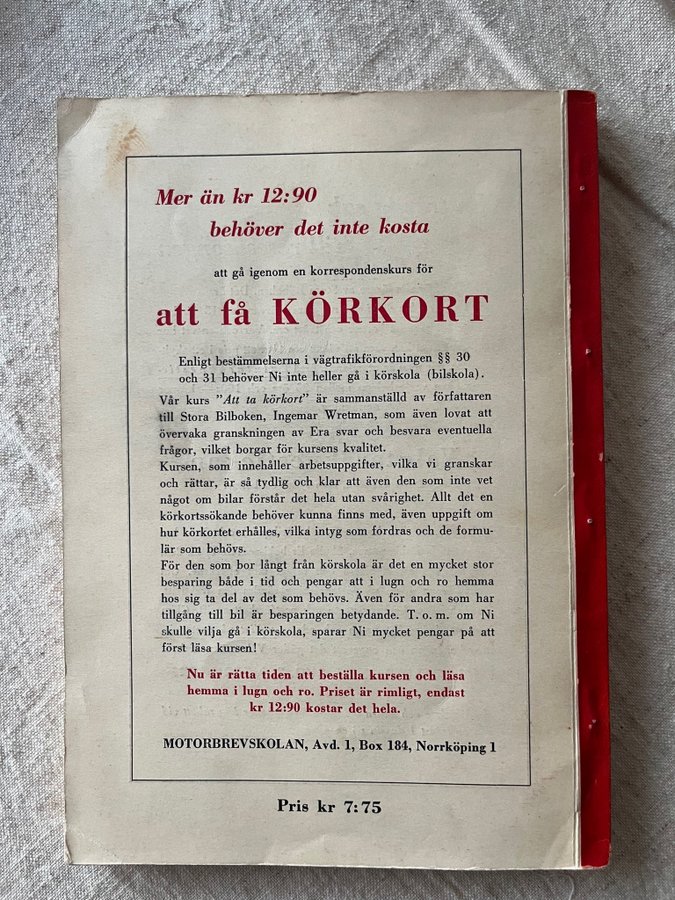 Mer än kr 12:90
behöver det inte kosta
att gå igenom en korrespondenskurs för
att få KÖRKORT
Enligt bestämmelserna i vägtrafikförordningen §§ 30
och 31 behöver Ni inte heller gå i körskola (bilskola).
Vår kurs "Att ta körkort" är sammanställd av författaren
till Stora Bilboken, Ingemar Wretman, som även lovat att
övervaka granskningen av Era svar och besvara eventuella
frågor, vilket borgar för kursens kvalitet.
Kursen, som innehåller arbetsuppgifter, vilka vi granskar
och rättar, är så tydlig och klar att även den som inte vet
något om bilar förstår det hela utan svårighet. Allt det en
körkortssökande behöver kunna finns med, även uppgift om
hur körkortet erhålles, vilka intyg som fordras och de formu-
lär som behövs.
För den som bor långt från körskola är det en mycket stor
besparing både i tid och pengar att i lugn och ro hemma
hos sig ta del av det som behövs. Även för andra som har
tillgång till bil är besparingen betydande. T. o. m. om Ni
skulle vilja gå i körskola, sparar Ni mycket pengar på att
först läsa kursen!
Nu är rätta tiden att beställa kursen och läsa
hemma i lugn och ro. Priset är rimligt, endast
kr 12:90 kostar det hela.
MOTORBREVSKOLAN, Avd. 1, Box 184, Norrköping 1
Pris kr 7:75